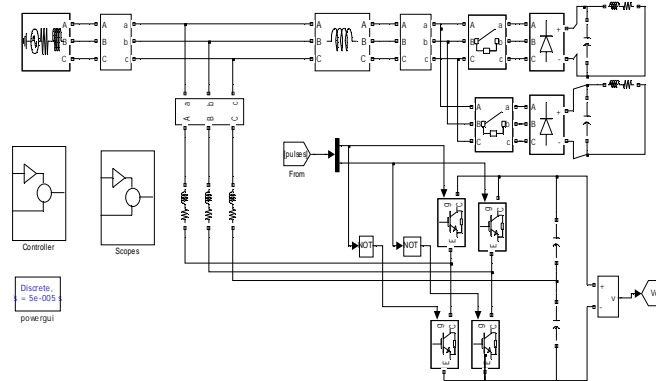 A A a A A a A a A +
B B b B B b B b B
C C c C C c C c C -
a b c
A B C
A a A +
B b B
C c C -
[pulses]
From
g C
E
g C
E
NOT
NOT
Controller
Scopes
Discrete,
s = 5e-005 s
powergui
+
v
-
g C
E
g C
E